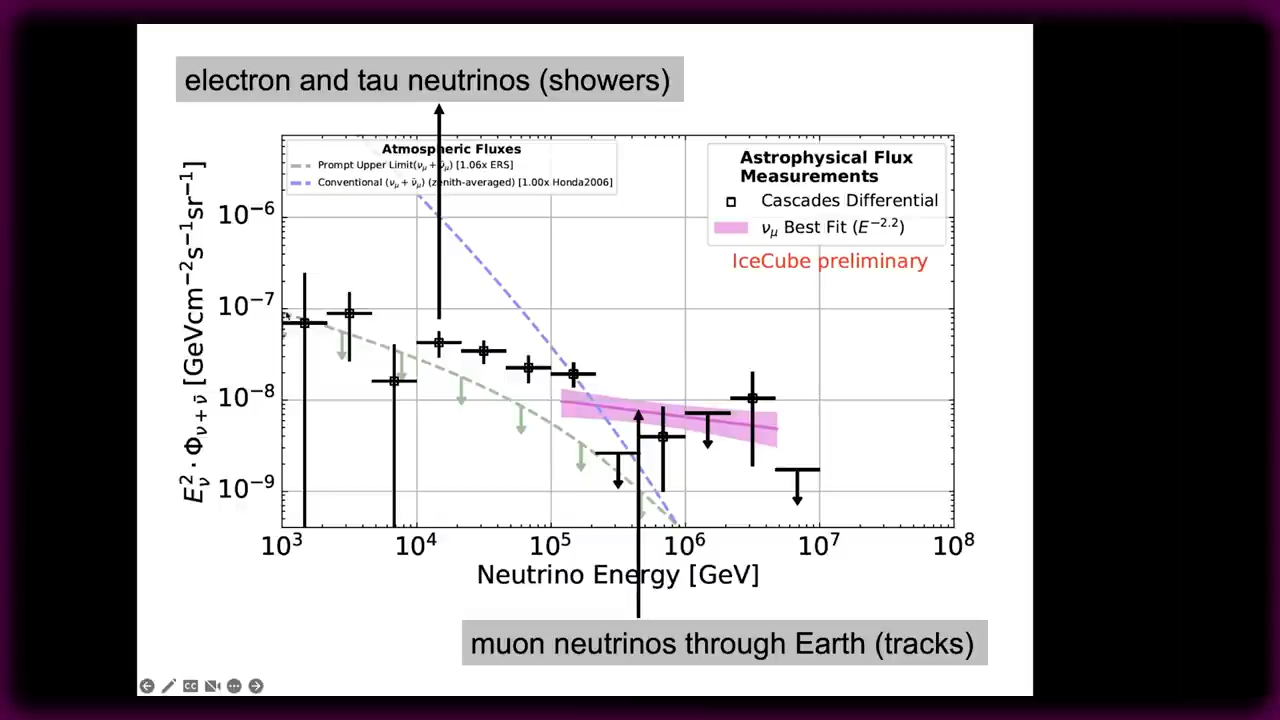 electron and tau neutrinos (showers)
Atmospheric Fluxes
Prompt Upper Limit(νμ + ν̄μ) [1.06x ERS]
Conventional (νμ + ν̄μ) (zenith-averaged) [1.00x Honda2006]
Astrophysical Flux
Measurements
Cascades Differential
νμ Best Fit (E⁻²·²)
IceCube preliminary
E²ν · Φν+ν̄ [GeVcm⁻²s⁻¹sr⁻¹]
10⁻⁶
10⁻⁷
10⁻⁸
10⁻⁹
10³ 10⁴ 10⁵ 10⁶ 10⁷ 10⁸
Neutrino Energy [GeV]
muon neutrinos through Earth (tracks)
CC